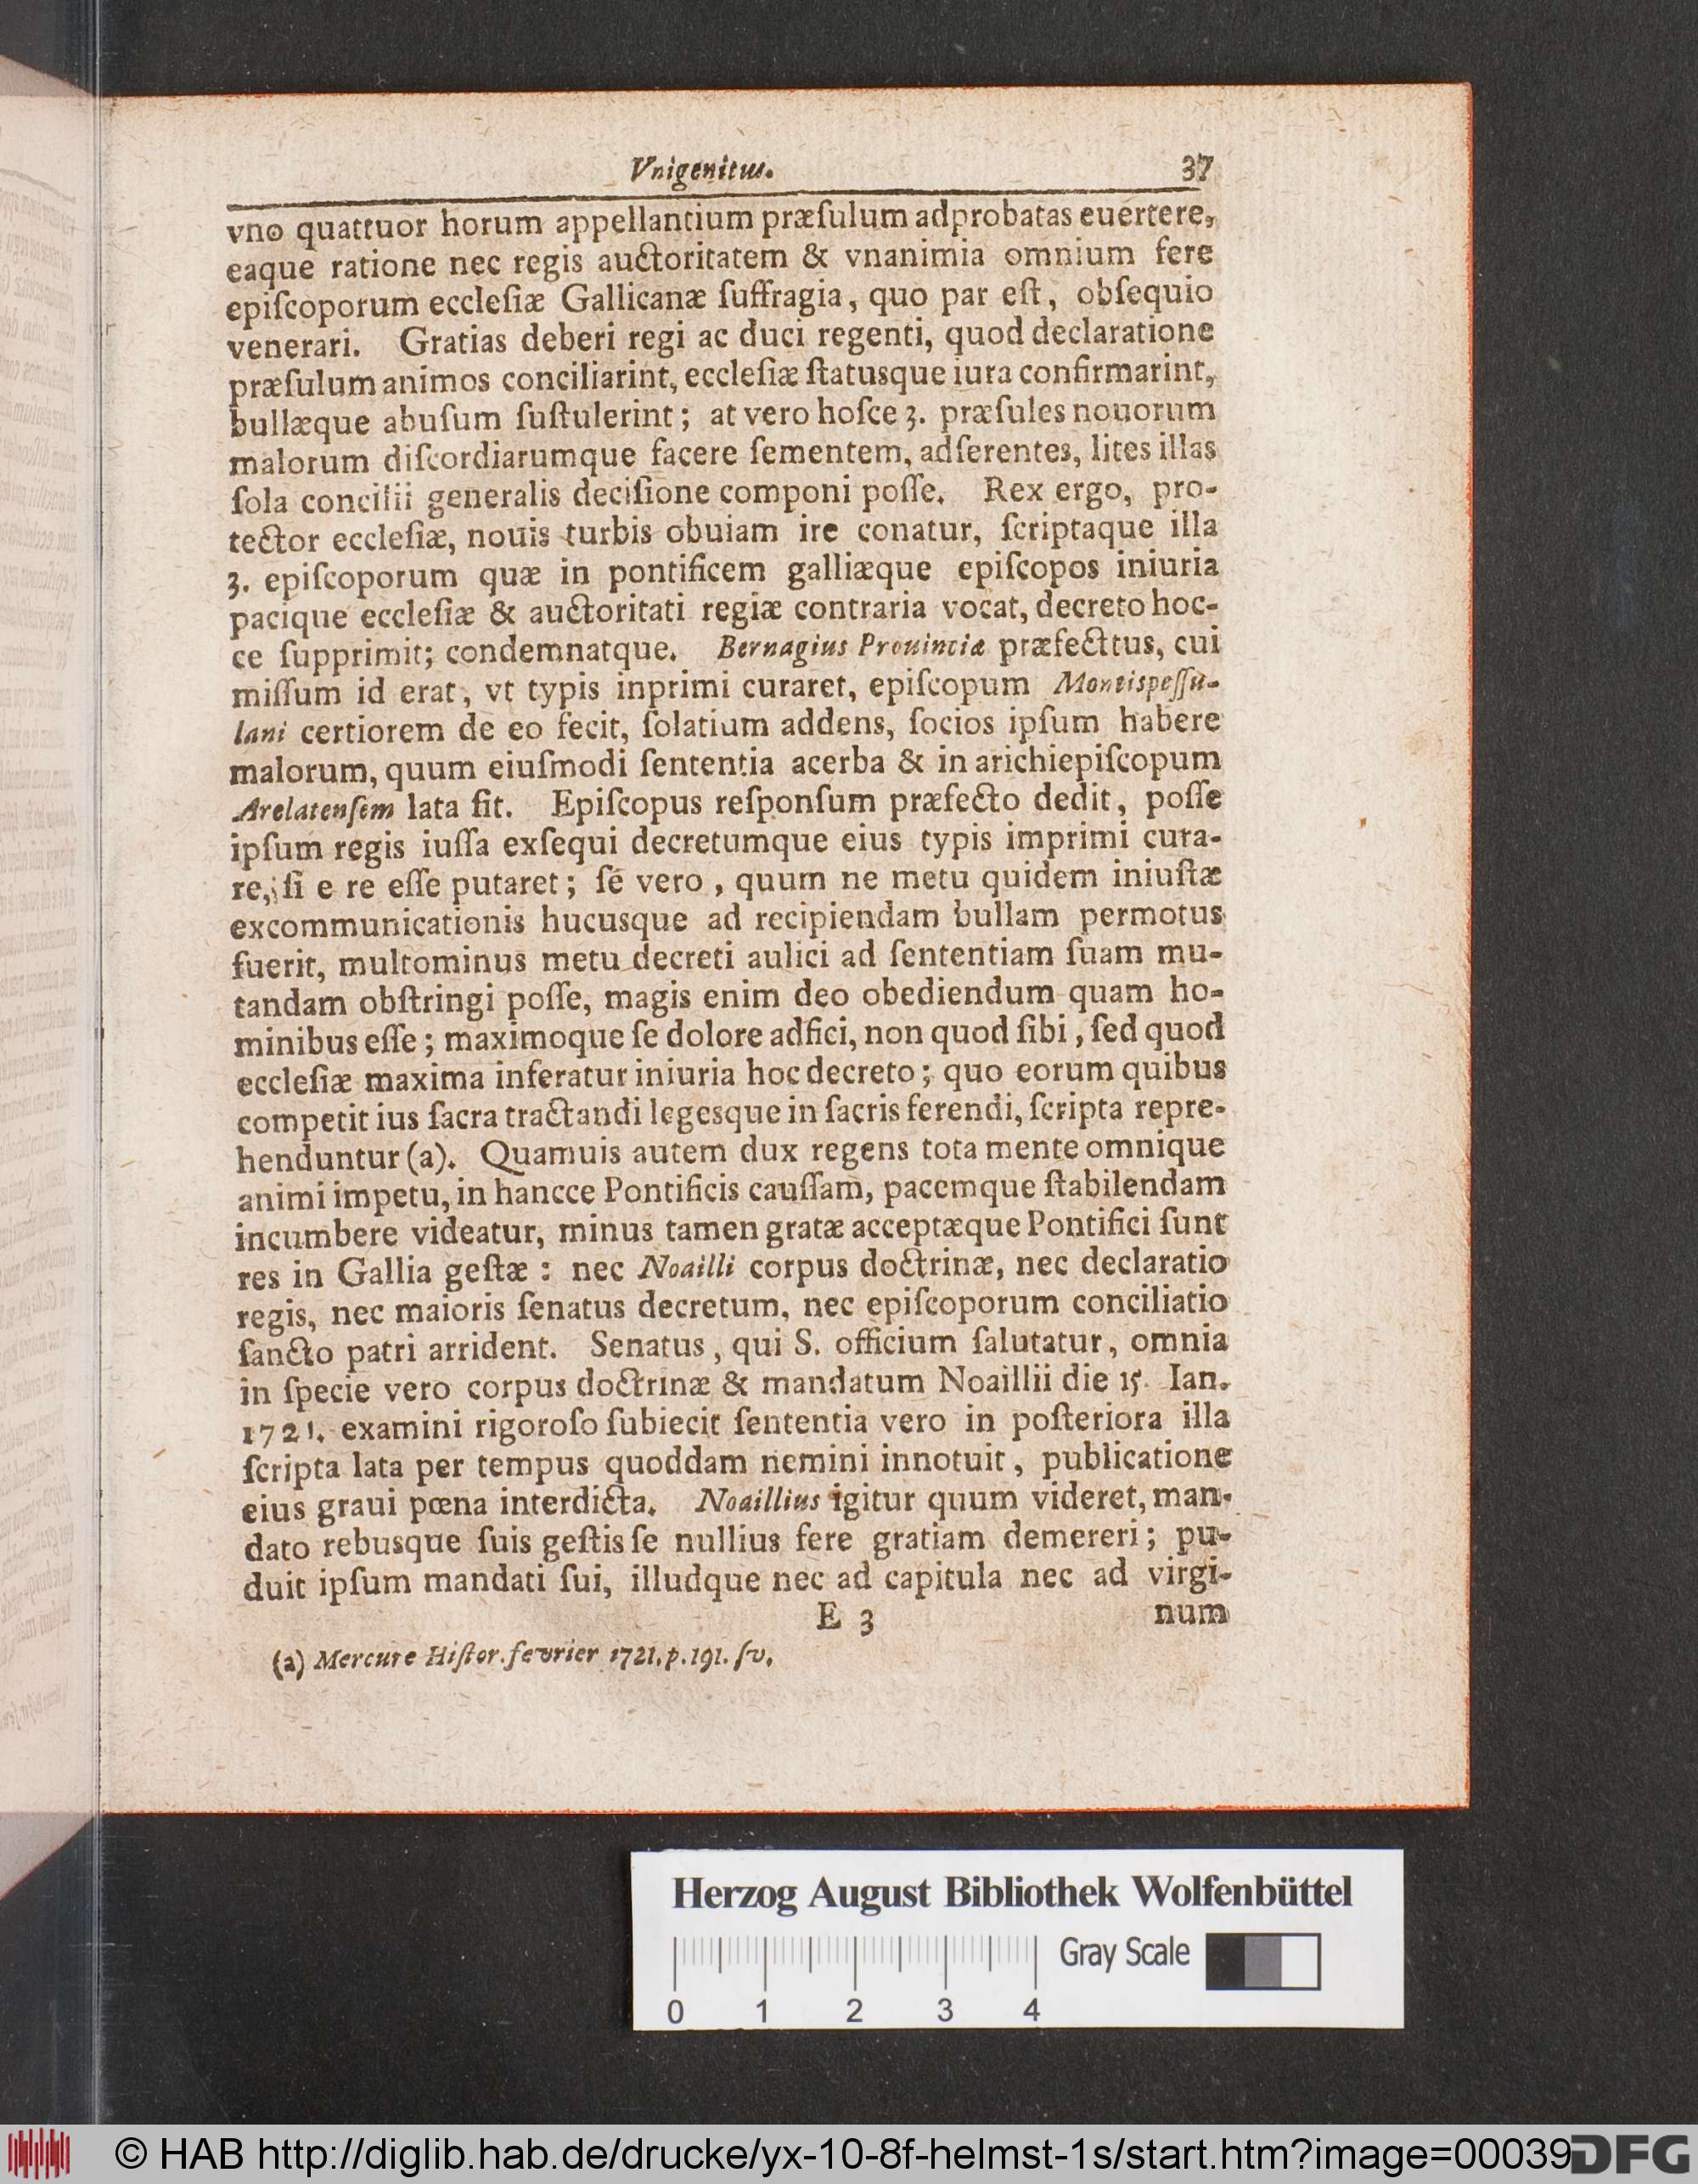 Vnigenitus. 37
vno quattuor horum appellantium præſulum adprobatas euertere,
eaque ratione nec regis auctoritatem & vnanimia omnium fere
epiſcoporum eccleſiæ Gallicanæ ſuffragia, quo par eſt, obſequio
venerari. Gratias deberi regi ac duci regenti, quod declaratione
præſulum animos conciliarint, eccleſiæ ſtatusque iura confirmarint,
bullæque abuſum ſuſtulerint; at vero hoſce 3. præſules nouorum
malorum diſcordiarumque facere ſementem, adſerentes, lites illas
ſola concilii generalis deciſione componi poſſe. Rex ergo, pro-
tector eccleſiæ, nouis turbis obuiam ire conatur, ſcriptaque illa
3. epiſcoporum quæ in pontificem galliæque epiſcopos iniuria
pacique eccleſiæ & auctoritati regiæ contraria vocat, decreto hoc-
ce ſupprimit; condemnatque. Bernagius Prouinciæ præfecttus, cui
miſſum id erat, vt typis inprimi curaret, epiſcopum Montispeſſu-
lani certiorem de eo fecit, ſolatium addens, ſocios ipſum habere
malorum, quum eiuſmodi ſententia acerba & in arichiepiſcopum
Arelatenſem lata ſit. Epiſcopus reſponſum præfecto dedit, poſſe
ipſum regis iuſſa exſequi decretumque eius typis imprimi cura-
re, ſi e re eſſe putaret; ſe vero, quum ne metu quidem iniuſtæ
excommunicationis hucusque ad recipiendam bullam permotus
fuerit, multominus metu decreti aulici ad ſententiam ſuam mu-
tandam obſtringi poſſe, magis enim deo obediendum quam ho-
minibus eſſe; maximoque ſe dolore adfici, non quod ſibi, ſed quod
eccleſiæ maxima inferatur iniuria hoc decreto; quo eorum quibus
competit ius ſacra tractandi legesque in ſacris ferendi, ſcripta repre-
henduntur (a). Quamuis autem dux regens tota mente omnique
animi impetu, in hancce Pontificis cauſſam, pacemque ſtabilendam
incumbere videatur, minus tamen gratæ acceptæque Pontifici ſunt
res in Gallia geſtæ: nec Noailli corpus doctrinæ, nec declaratio
regis, nec maioris ſenatus decretum, nec epiſcoporum conciliatio
ſancto patri arrident. Senatus, qui S. officium ſalutatur, omnia
in ſpecie vero corpus doctrinæ & mandatum Noaillii die 15. Ian.
1721. examini rigoroſo ſubiecit ſententia vero in poſteriora illa
ſcripta lata per tempus quoddam nemini innotuit, publicatione
eius graui pœna interdicta. Noaillius igitur quum videret, man-
dato rebusque ſuis geſtis ſe nullius fere gratiam demereri; pu-
duit ipſum mandati ſui, illudque nec ad capitula nec ad virgi-
E 3 num
(a) Mercure Hiſtor. fevrier 1721. p. 191. ſv.
Herzog August Bibliothek Wolfenbüttel
Gray Scale
0 1 2 3 4
© HAB http://diglib.hab.de/drucke/yx-10-8f-helmst-1s/start.htm?image=00039
DFG